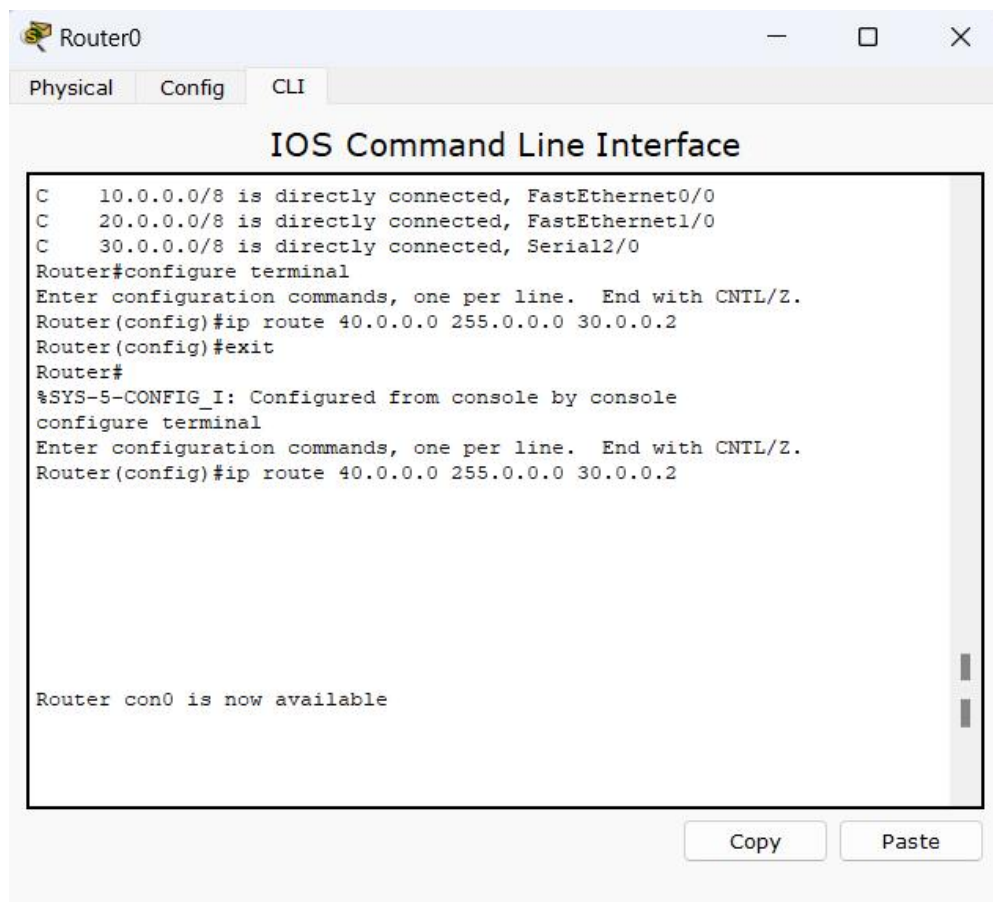 Router0
Physical Config CLI
IOS Command Line Interface
C    10.0.0.0/8 is directly connected, FastEthernet0/0
C    20.0.0.0/8 is directly connected, FastEthernet1/0
C    30.0.0.0/8 is directly connected, Serial2/0
Router#configure terminal
Enter configuration commands, one per line.  End with CNTL/Z.
Router(config)#ip route 40.0.0.0 255.0.0.0 30.0.0.2
Router(config)#exit
Router#
%SYS-5-CONFIG_I: Configured from console by console
configure terminal
Enter configuration commands, one per line.  End with CNTL/Z.
Router(config)#ip route 40.0.0.0 255.0.0.0 30.0.0.2
Router con0 is now available
Copy Paste